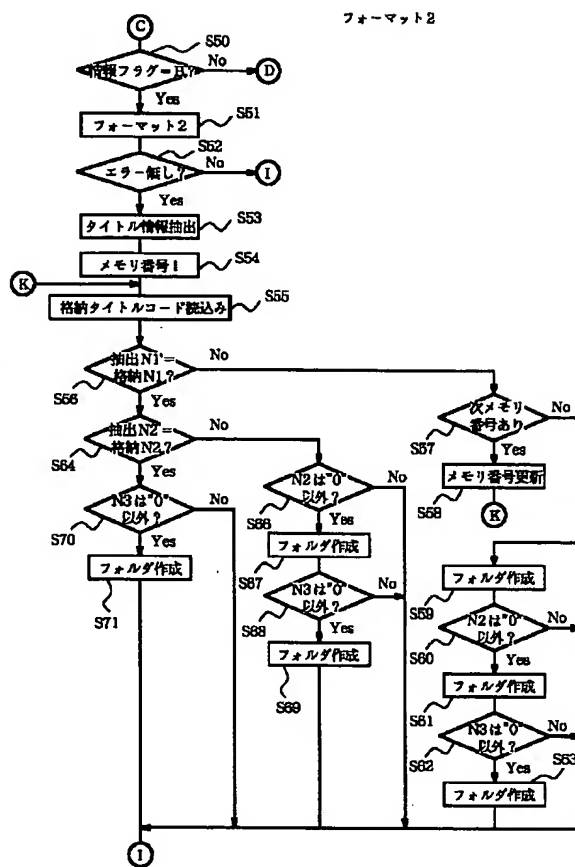 フォーマット2
C
S50
情報フラグ=H?
No
D
Yes
フォーマット2
S51
S52
エラー無し?
No
I
Yes
タイトル情報抽出
S53
メモリ番号1
S54
K
S55
格納タイトルコード読込み
抽出N1=
格納N1?
No
S56
Yes
次メモリ
番号あり
No
S57
Yes
メモリ番号更新
S58
K
抽出N2=
格納N2?
No
S64
Yes
N2は"0"
以外?
No
S66
Yes
フォルダ作成
S67
N3は"0"
以外?
No
S68
Yes
フォルダ作成
S69
N3は"0"
以外?
No
S70
Yes
フォルダ作成
S71
フォルダ作成
S59
N2は"0"
以外?
No
S60
Yes
フォルダ作成
S61
N3は"0"
以外?
No
S62
Yes
S63
フォルダ作成
I